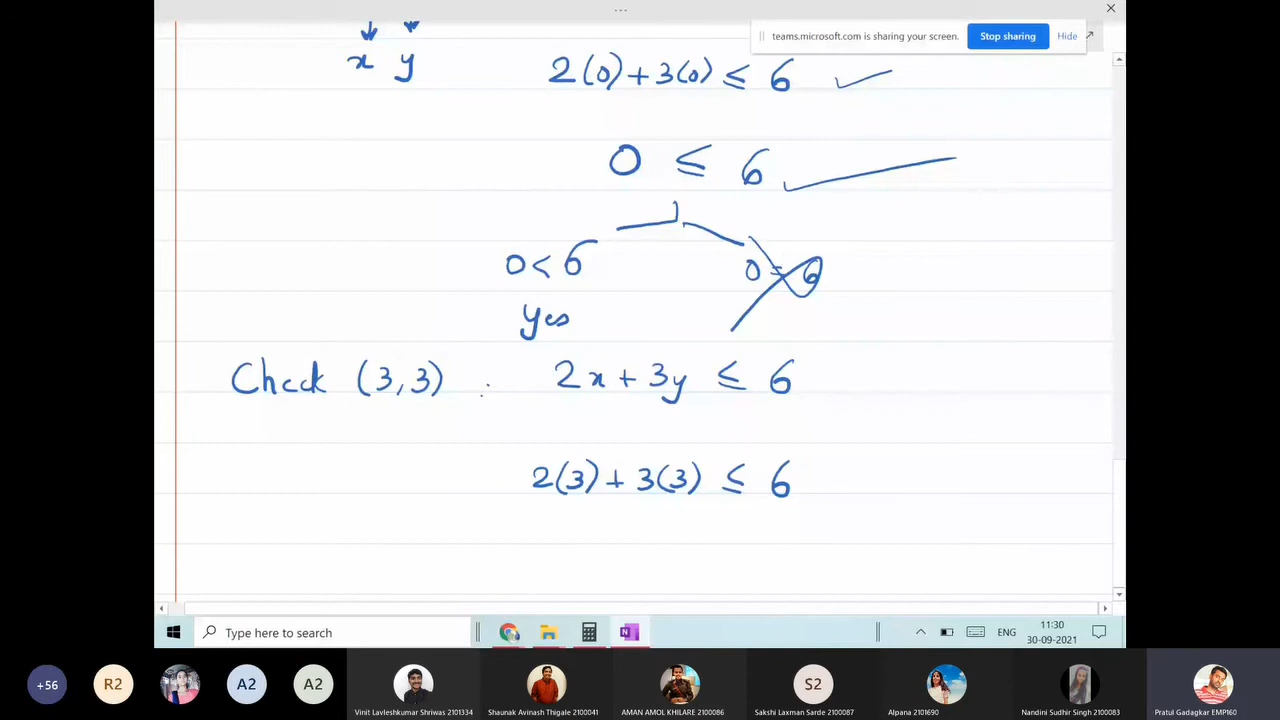 ...
teams.microsoft.com is sharing your screen. Stop sharing Hide
x y
2(0)+3(0) ≤ 6
0 ≤ 6
0 < 6 0 = 6
yes
Check (3,3) : 2x + 3y ≤ 6
2(3) + 3(3) ≤ 6
Type here to search
ENG
11:30
30-09-2021
+56 R2 A2 A2 S2
Vinit Lavleshkumar Shriwas 2101334
Shaunak Avinash Thigale 2100041
AMAN AMOL KHILARE 2100086
Sakshi Laxman Sarde 2100087
Alpana 2101690
Nandini Sudhir Singh 2100083
Pratul Gadagkar EMP160